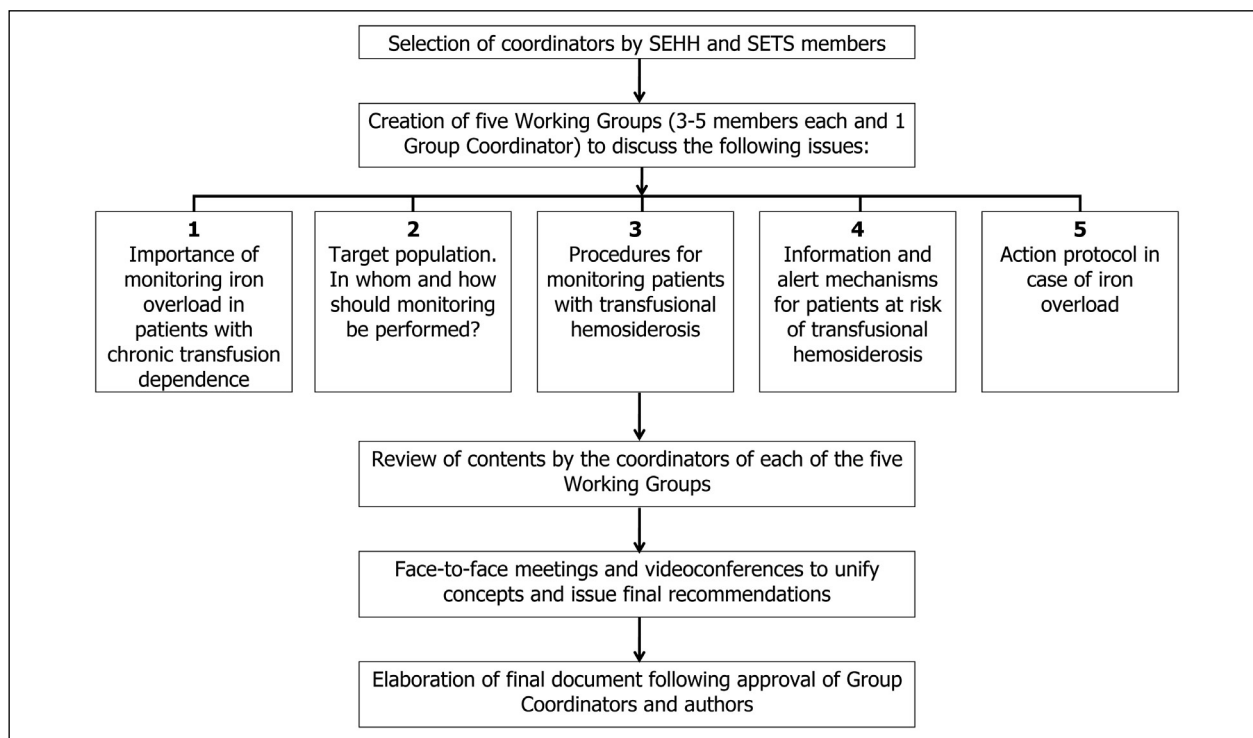 Selection of coordinators by SEHH and SETS members
Creation of five Working Groups (3-5 members each and 1
Group Coordinator) to discuss the following issues:
1
Importance of
monitoring iron
overload in
patients with
chronic transfusion
dependence
2
Target population.
In whom and how
should monitoring
be performed?
3
Procedures for
monitoring patients
with transfusional
hemosiderosis
4
Information and
alert mechanisms
for patients at risk
of transfusional
hemosiderosis
5
Action protocol in
case of iron
overload
Review of contents by the coordinators of each of the five
Working Groups
Face-to-face meetings and videoconferences to unify
concepts and issue final recommendations
Elaboration of final document following approval of Group
Coordinators and authors